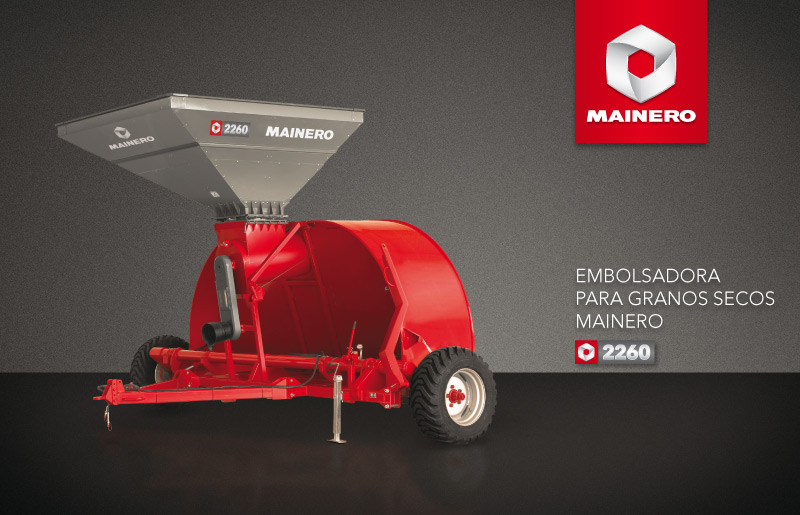 MAINERO
MAINERO
2260 MAINERO
EMBOLSADORA
PARA GRANOS SECOS
MAINERO
2260